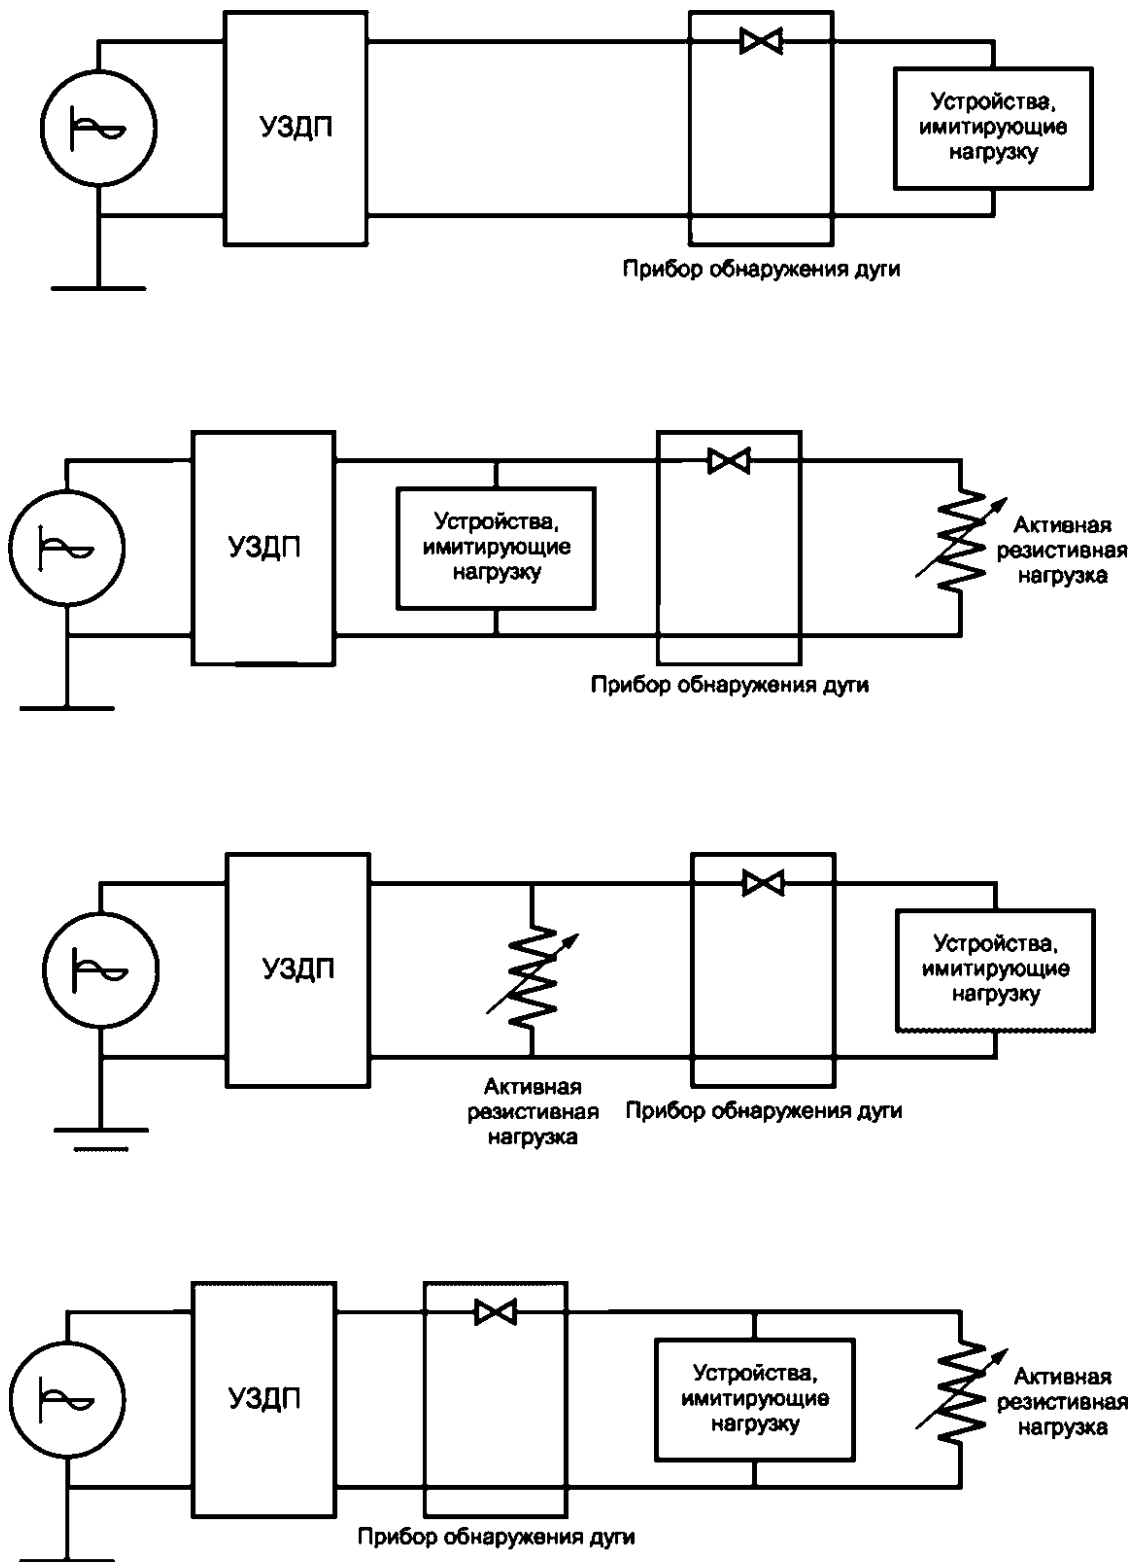 УЗДП
Устройства,
имитирующие
нагрузку
Прибор обнаружения дуги
УЗДП
Устройства,
имитирующие
нагрузку
Активная
резистивная
нагрузка
Прибор обнаружения дуги
УЗДП
Устройства,
имитирующие
нагрузку
Активная
резистивная
нагрузка
Прибор обнаружения дуги
УЗДП
Устройства,
имитирующие
нагрузку
Активная
резистивная
нагрузка
Прибор обнаружения дуги